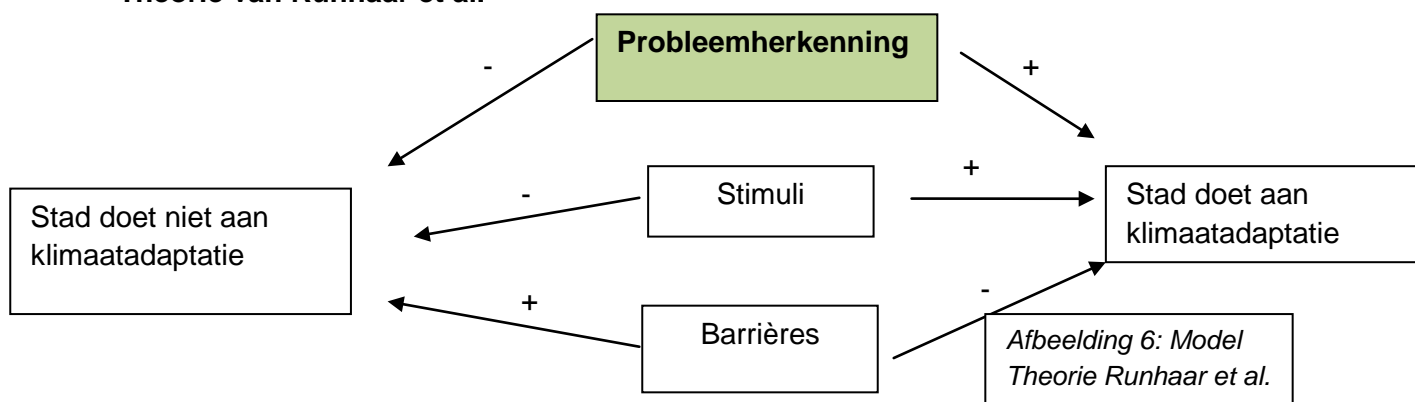 Theorie van Runhaar et al.
Probleemherkenning
-
+
Stimuli
-
+
Stad doet niet aan
klimaatadaptatie
Stad doet aan
klimaatadaptatie
+
-
Barrières
Afbeelding 6: Model
Theorie Runhaar et al.